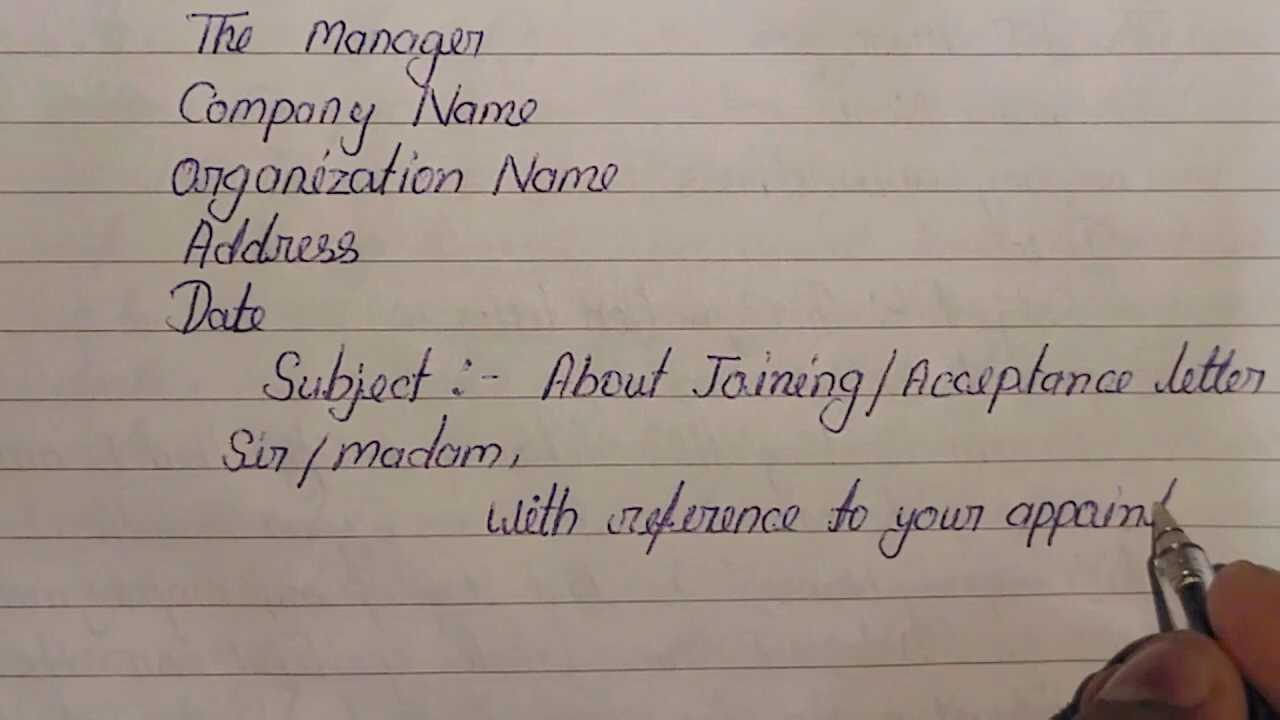 The Manager
Company Name
Organization Name
Address
Date
Subject :- About Joining/Acceptance letter
Sir/madam,
with reference to your appoint